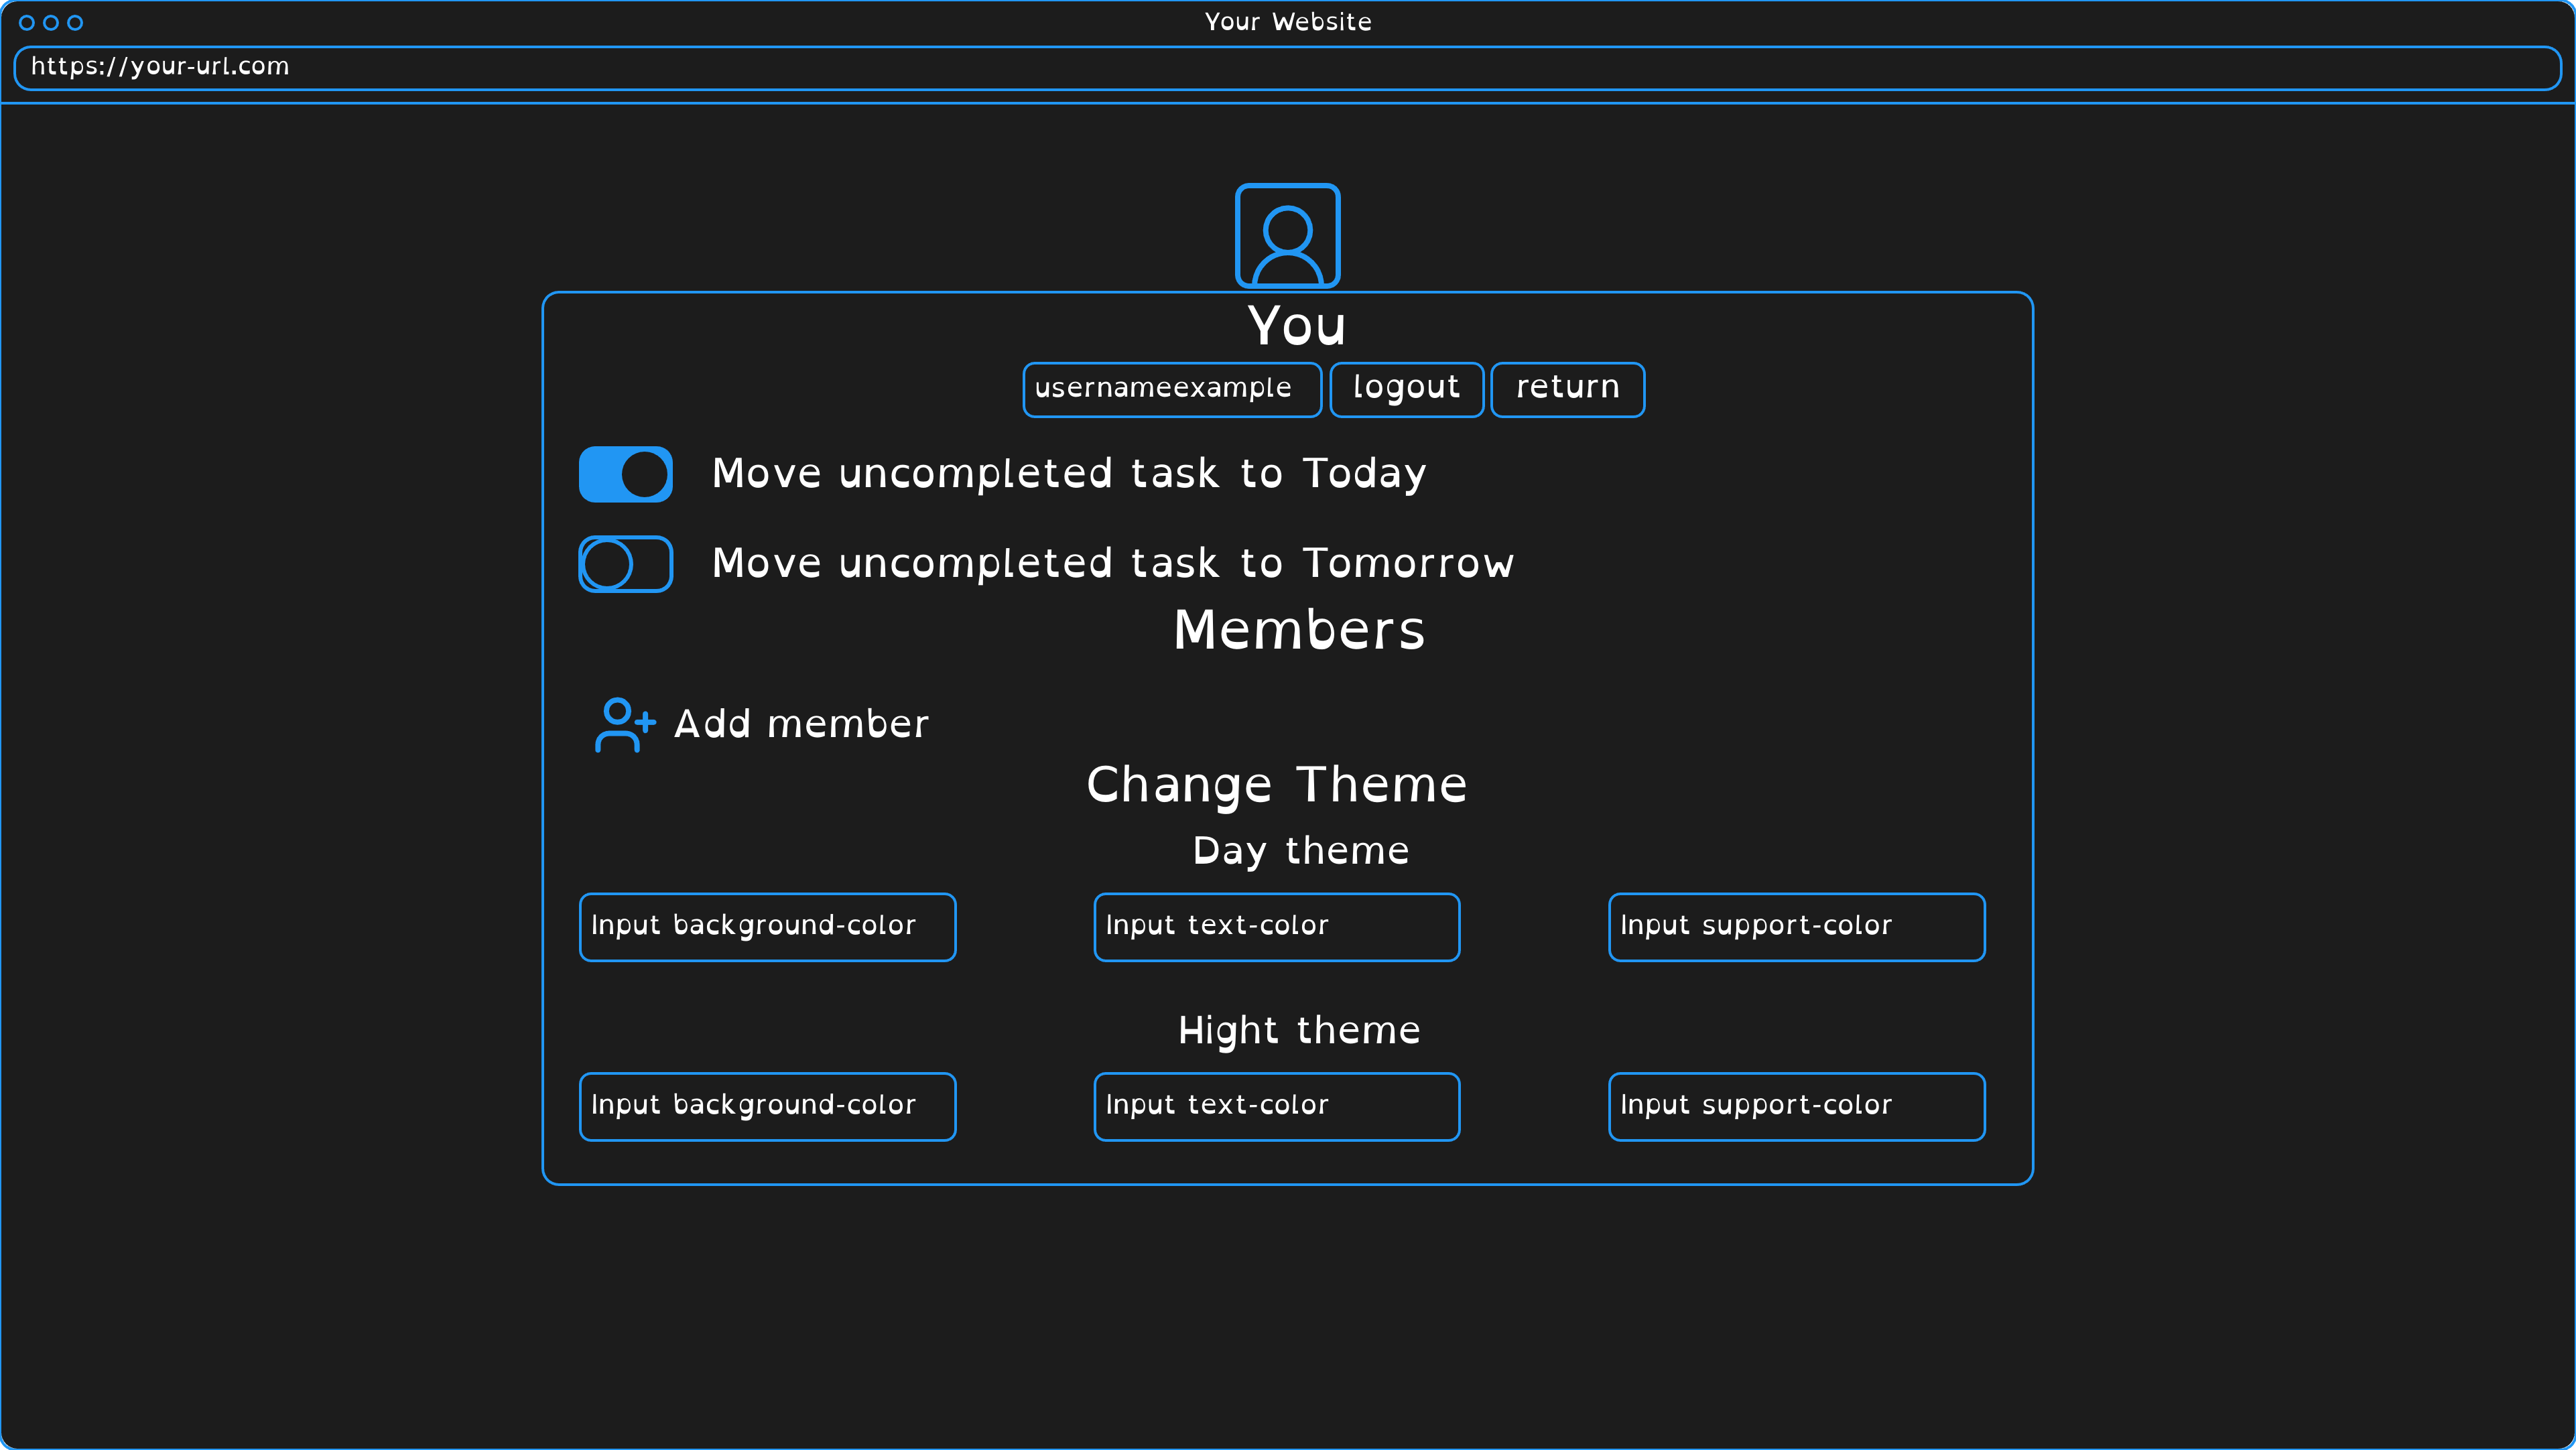 Your Website
https://your-url.com
You
usernameexample logout return
Move uncompleted task to Today
Move uncompleted task to Tomorrow
Members
Add member
Change Theme
Day theme
Input background-color Input text-color Input support-color
Hight theme
Input background-color Input text-color Input support-color